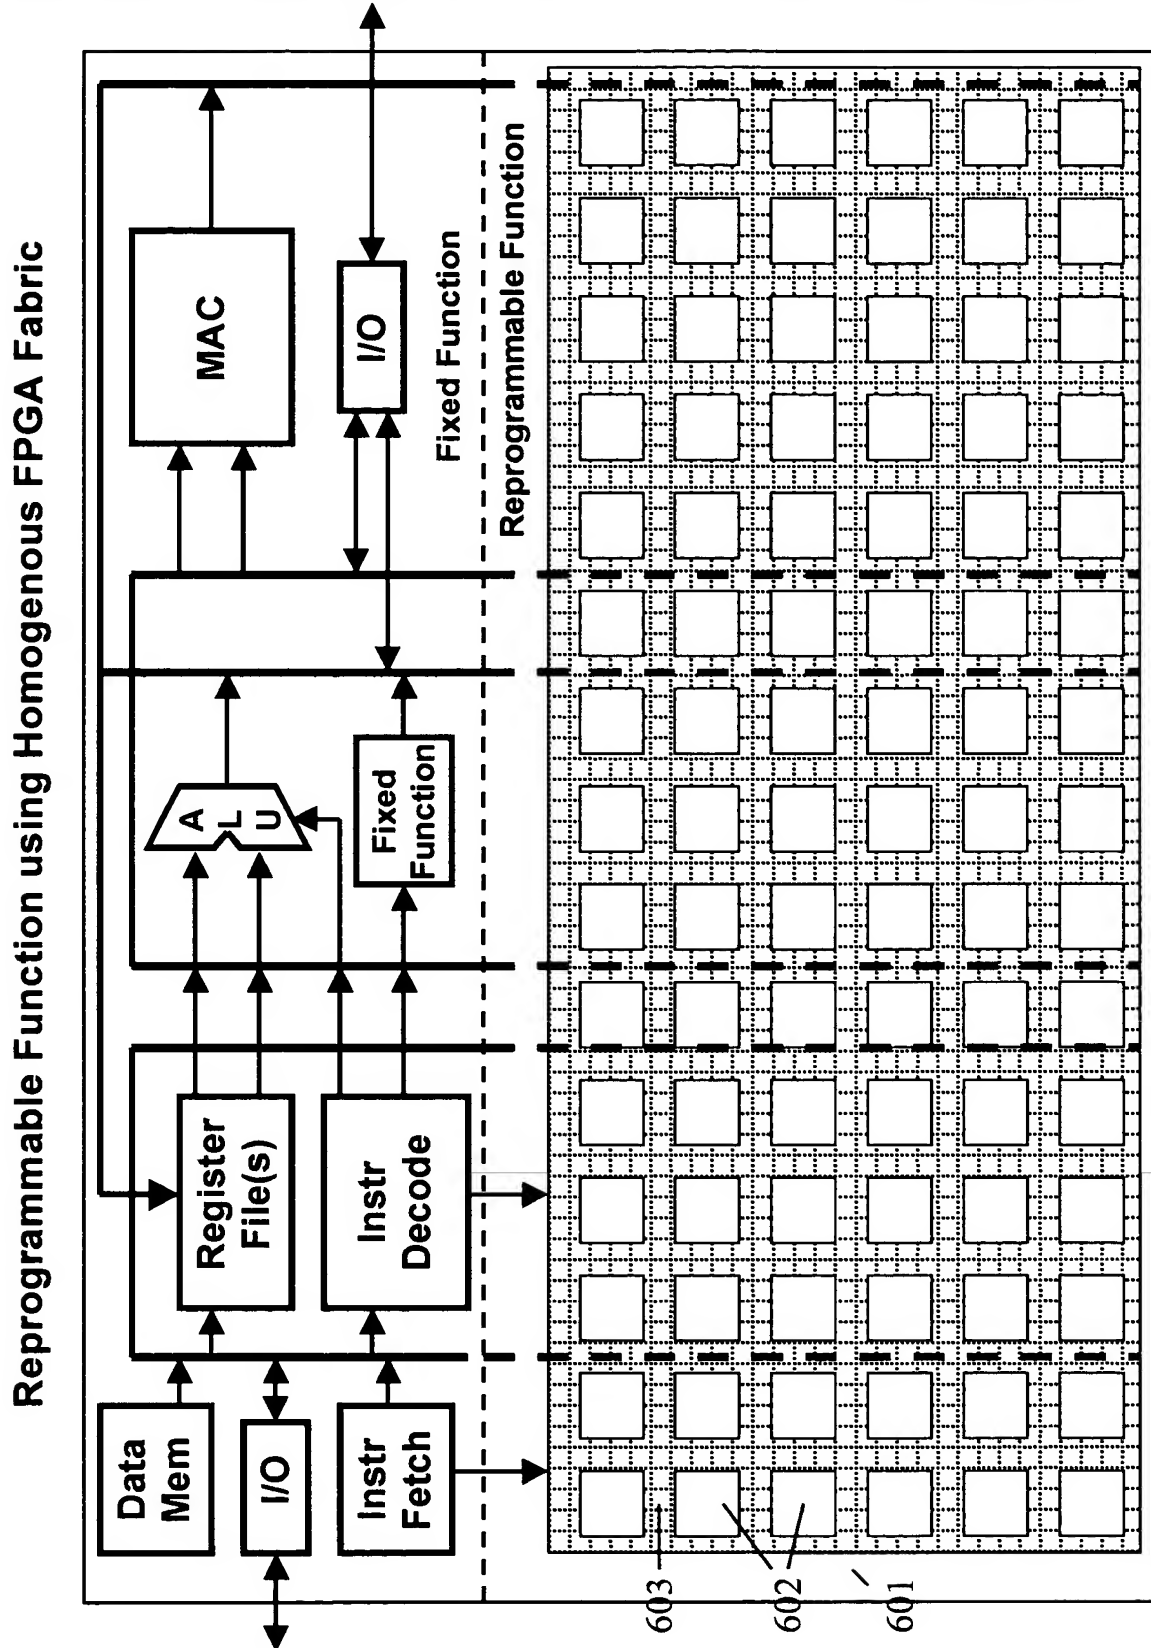 Reprogrammable Function using Homogenous FPGA Fabric
Data
Mem
I/O
Instr
Fetch
Register
File(s)
Instr
Decode
A
L
U
Fixed
Function
MAC
I/O
Fixed Function
Reprogrammable Function
603
602
601